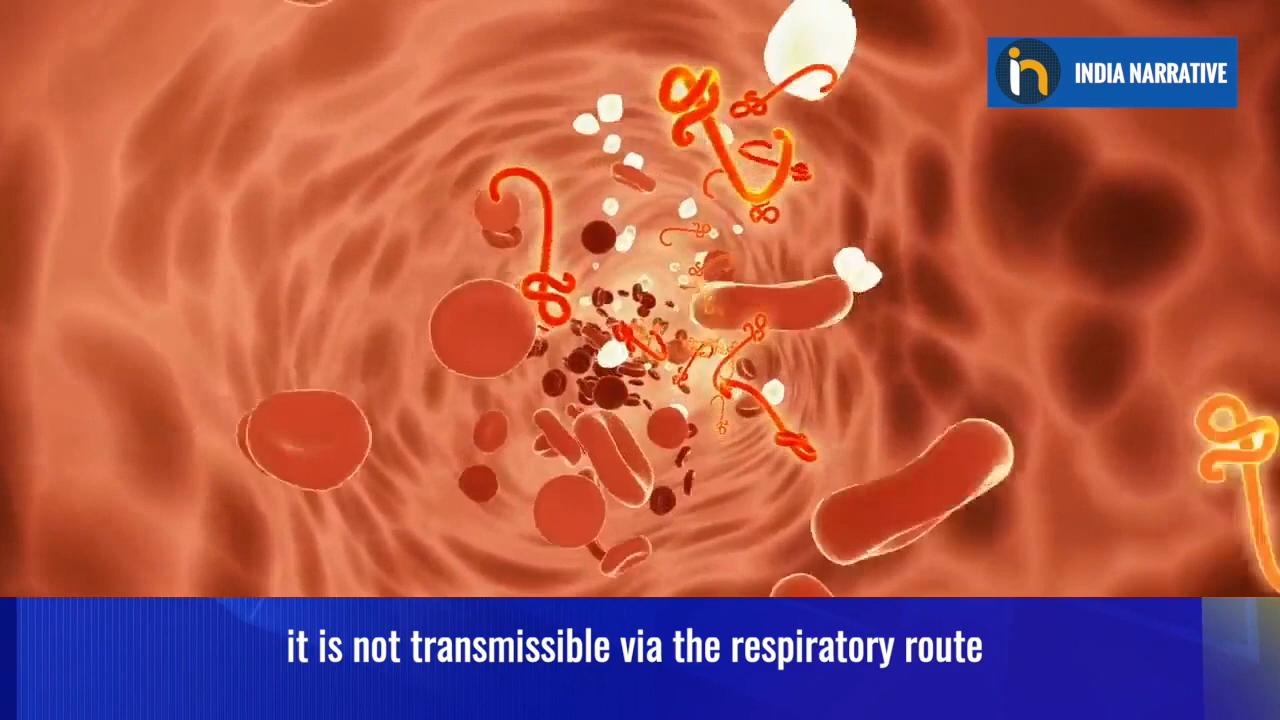 INDIA NARRATIVE
it is not transmissible via the respiratory route